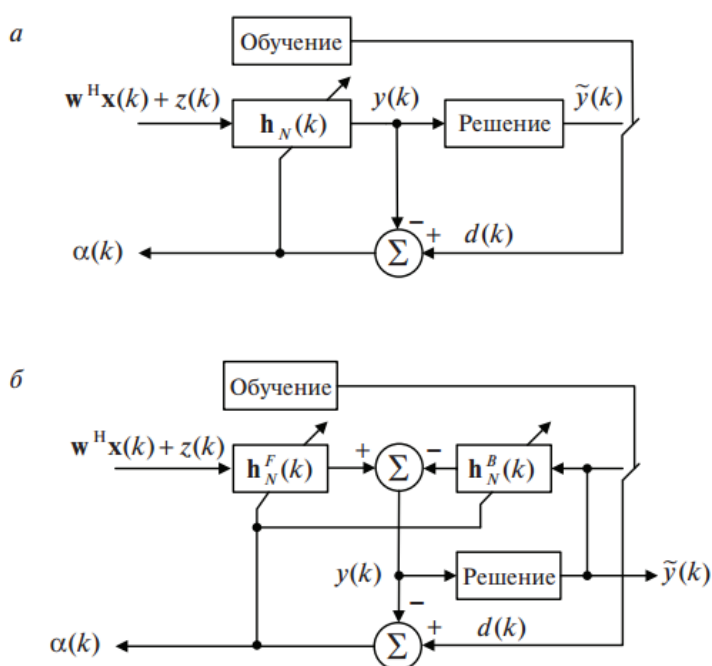 а
Обучение
w^H x(k) + z(k)
h_N(k)
y(k)
Решение
ỹ(k)
α(k)
Σ
−
+
d(k)
б
Обучение
w^H x(k) + z(k)
h_N^F(k)
+
Σ
−
h_N^B(k)
y(k)
Решение
ỹ(k)
−
α(k)
Σ
+
d(k)